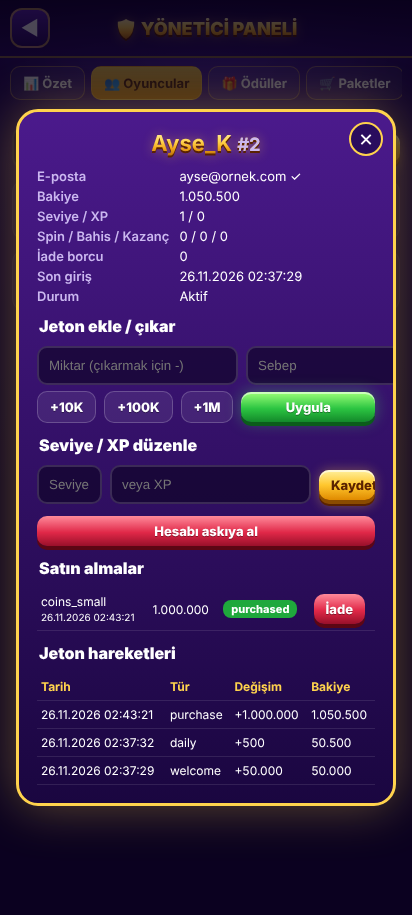 ◀ 🛡️ YÖNETİCİ PANELİ
📊 Özet 👥 Oyuncular 🎁 Ödüller 🛒 Paketler
Ayse_K #2 ✕
E-posta ayse@ornek.com ✓
Bakiye 1.050.500
Seviye / XP 1 / 0
Spin / Bahis / Kazanç 0 / 0 / 0
İade borcu 0
Son giriş 26.11.2026 02:37:29
Durum Aktif
Jeton ekle / çıkar
Miktar (çıkarmak için -) Sebep
+10K +100K +1M Uygula
Seviye / XP düzenle
Seviye veya XP Kaydet
Hesabı askıya al
Satın almalar
coins_small 1.000.000 purchased İade
26.11.2026 02:43:21
Jeton hareketleri
Tarih Tür Değişim Bakiye
26.11.2026 02:43:21 purchase +1.000.000 1.050.500
26.11.2026 02:37:32 daily +500 50.500
26.11.2026 02:37:29 welcome +50.000 50.000